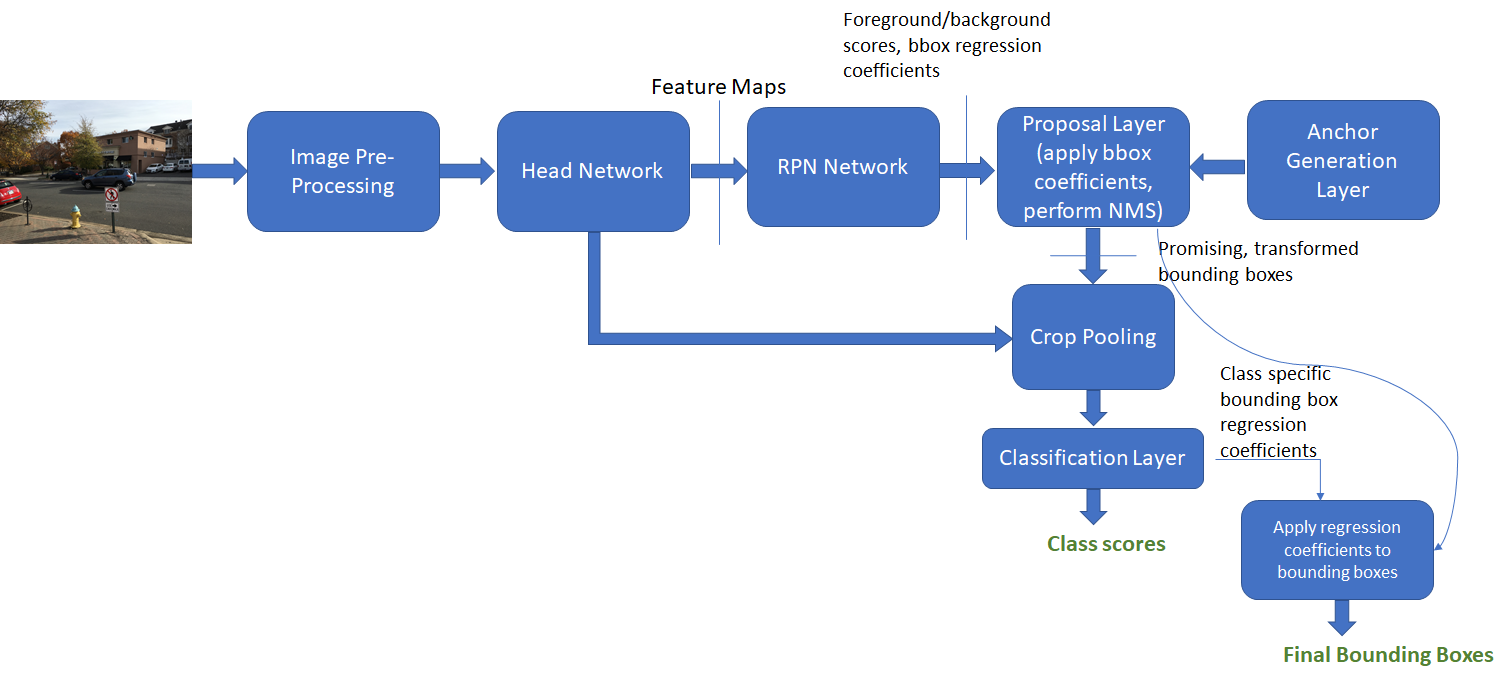 Foreground/background
scores, bbox regression
coefficients
Feature Maps
Image Pre-
Processing
Head Network
RPN Network
Proposal Layer
(apply bbox
coefficients,
perform NMS)
Anchor
Generation
Layer
Promising, transformed
bounding boxes
Crop Pooling
Class specific
bounding box
regression
coefficients
Classification Layer
Class scores
Apply regression
coefficients to
bounding boxes
Final Bounding Boxes